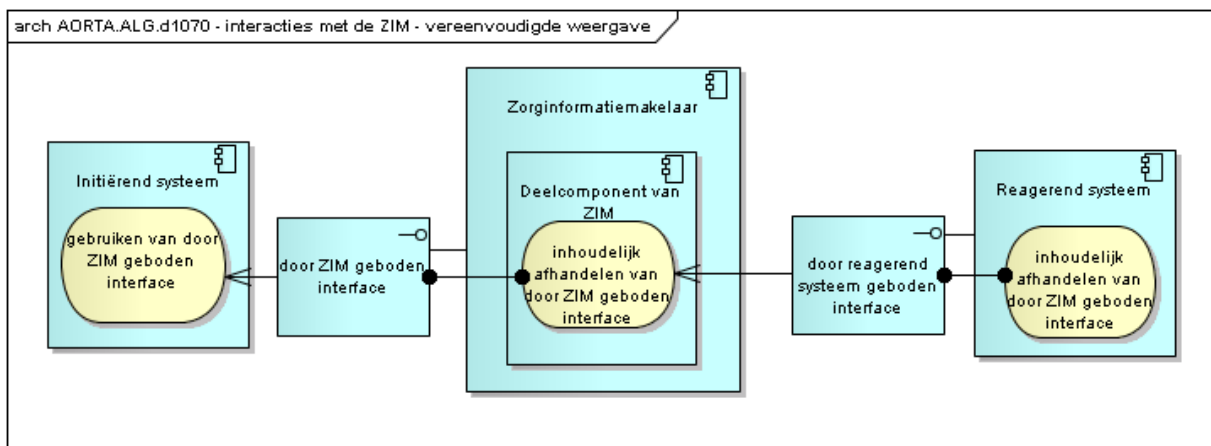 arch AORTA.ALG.d1070 - interacties met de ZIM - vereenvoudigde weergave
Initiërend systeem
gebruiken van door
ZIM geboden
interface
door ZIM geboden
interface
Zorginformatiemakelaar
Deelcomponent van
ZIM
inhoudelijk
afhandelen van
door ZIM geboden
interface
door reagerend
systeem geboden
interface
Reagerend systeem
inhoudelijk
afhandelen van
door ZIM geboden
interface